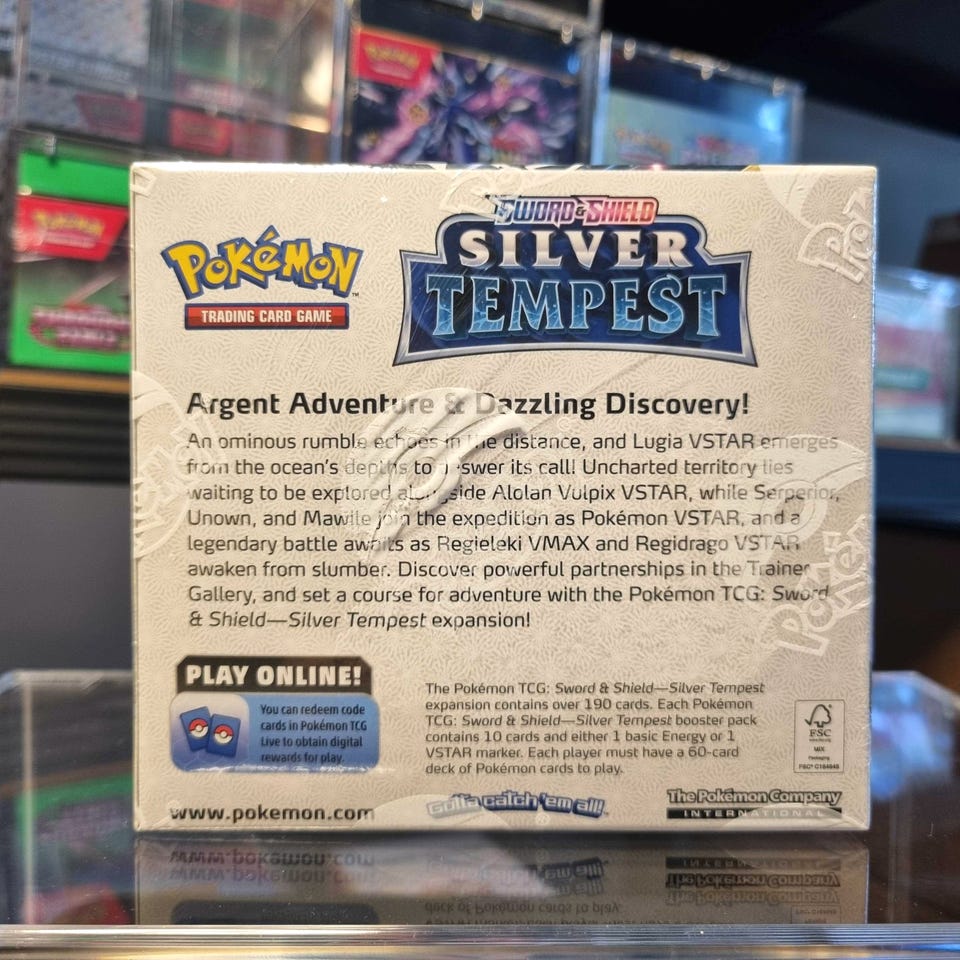 SWORD & SHIELD
SILVER
TEMPEST
Pokémon
TRADING CARD GAME
Argent Adventure & Dazzling Discovery!
An ominous rumble echoes in the distance, and Lugia VSTAR emerges
from the ocean's depths to answer its call! Uncharted territory lies
waiting to be explored alongside Alolan Vulpix VSTAR, while Serperior,
Unown, and Mawile join the expedition as Pokémon VSTAR, and a
legendary battle awaits as Regieleki VMAX and Regidrago VSTAR
awaken from slumber. Discover powerful partnerships in the Trainer
Gallery, and set a course for adventure with the Pokémon TCG: Sword
& Shield—Silver Tempest expansion!
PLAY ONLINE!
You can redeem code
cards in Pokémon TCG
Live to obtain digital
rewards for play.
The Pokémon TCG: Sword & Shield—Silver Tempest
expansion contains over 190 cards. Each Pokémon
TCG: Sword & Shield—Silver Tempest booster pack
contains 10 cards and either 1 basic Energy or 1
VSTAR marker. Each player must have a 60-card
deck of Pokémon cards to play.
FSC
MIX
Packaging
www.pokemon.com
Gotta catch 'em all!
The Pokémon Company
INTERNATIONAL